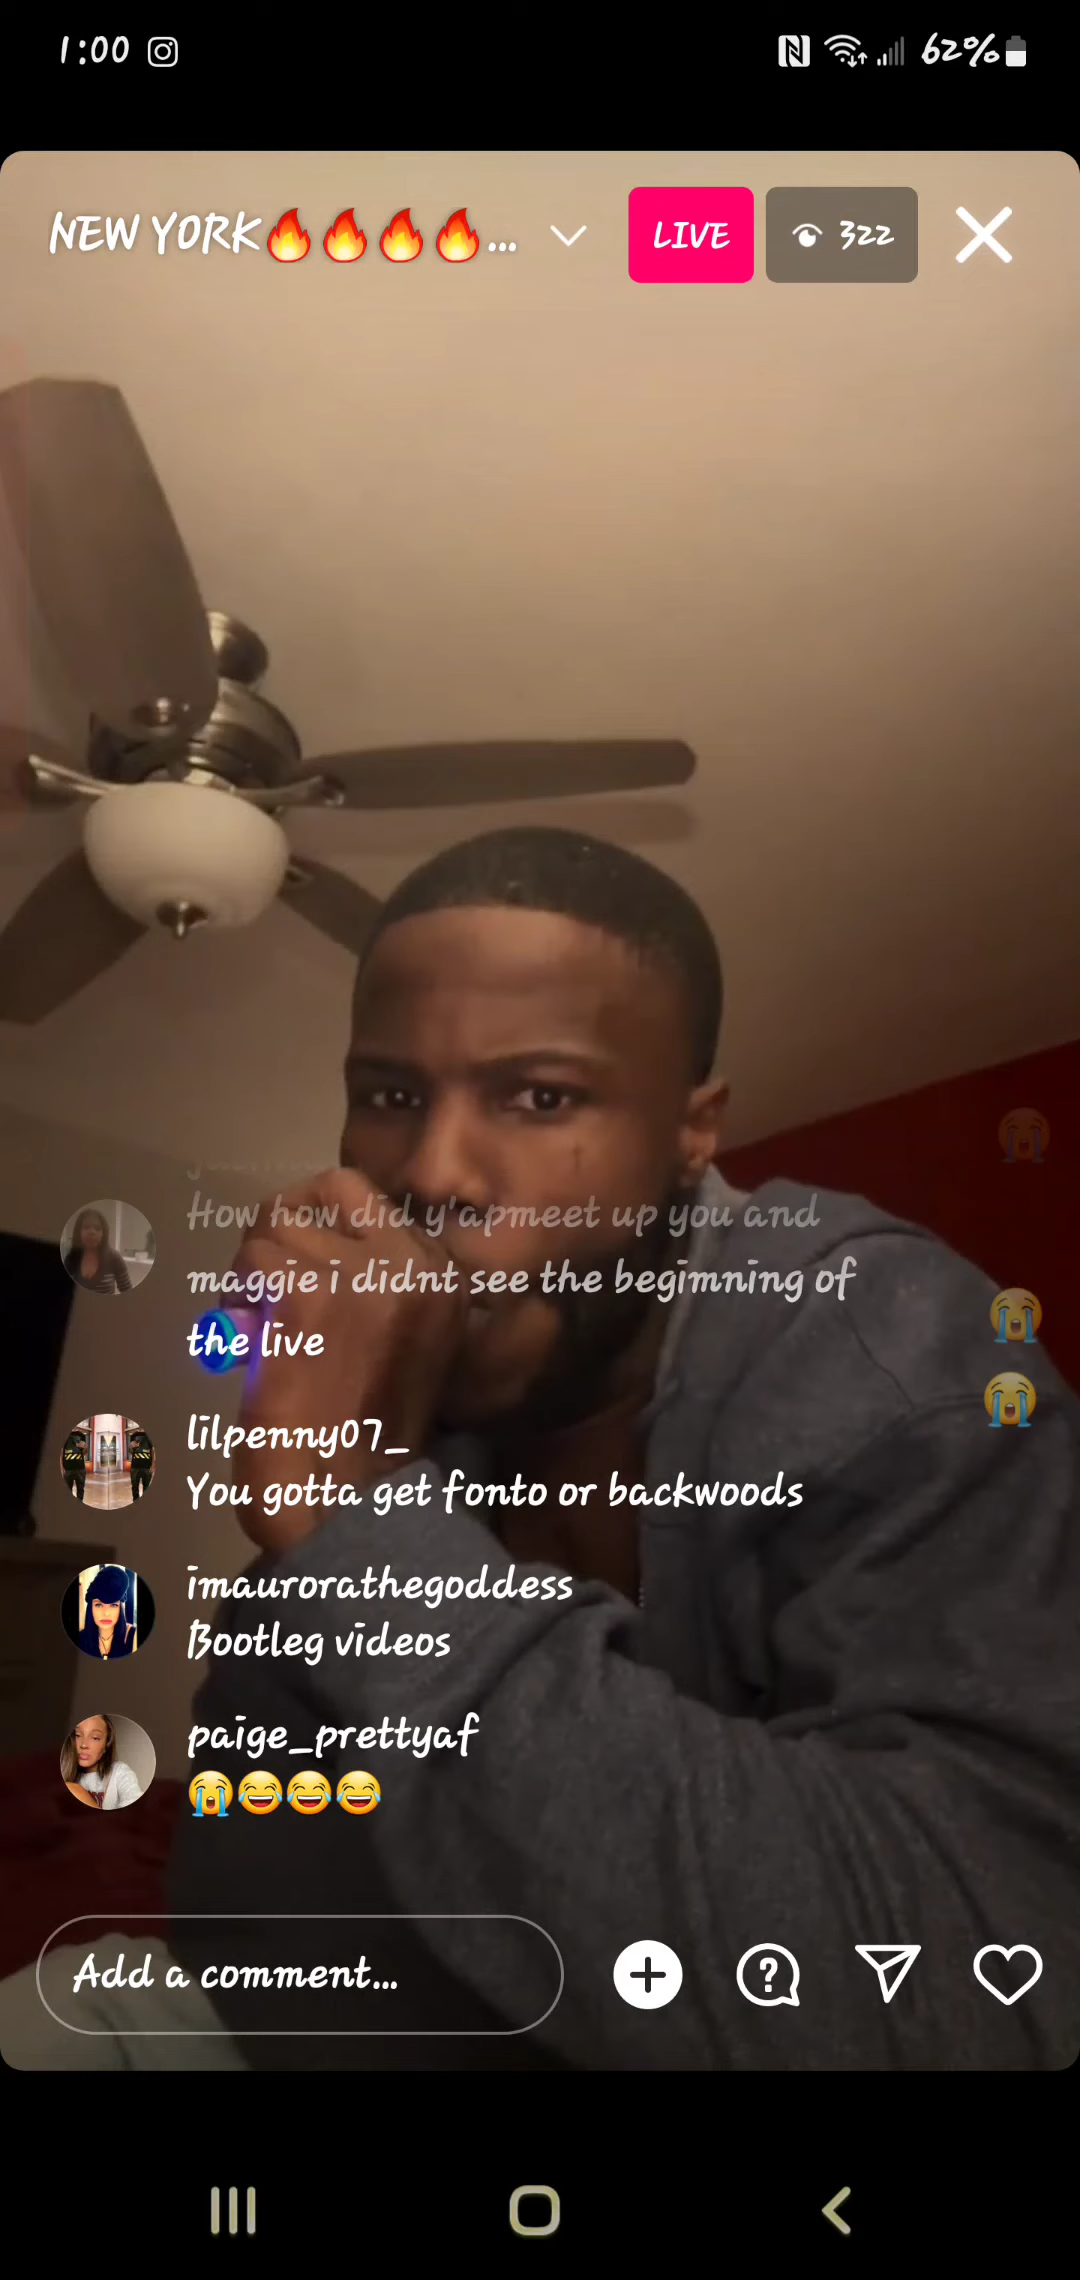 1:00 62%
NEW YORK🔥🔥🔥🔥... LIVE 322
How how did y'apmeet up you and
maggie i didnt see the begimning of
the live
lilpenny07_
You gotta get fonto or backwoods
imaurorathegoddess
Bootleg videos
paige_prettyaf
😭😂😂😂
Add a comment...